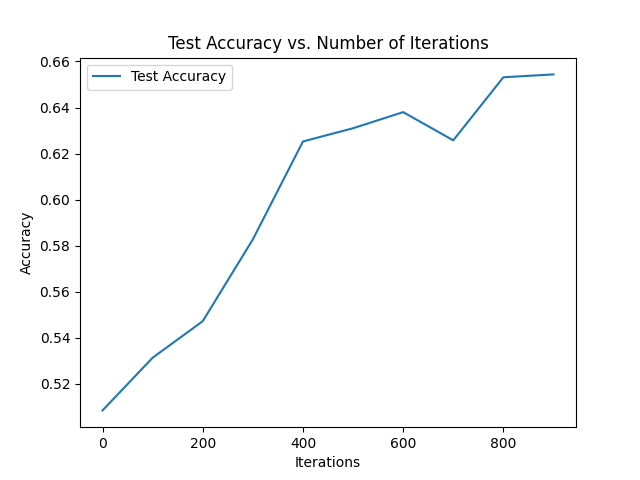 Test Accuracy vs. Number of Iterations
Test Accuracy
0.66
0.64
0.62
0.60
0.58
0.56
0.54
0.52
Accuracy
0 200 400 600 800
Iterations